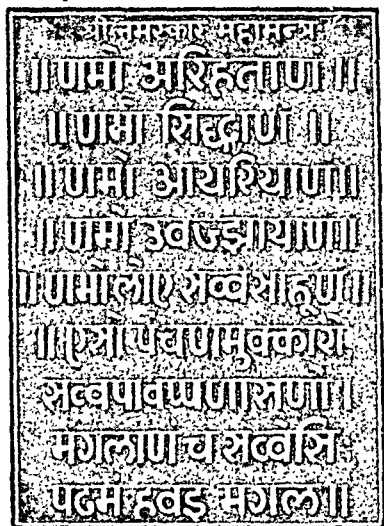 श्री नमस्कार महामन्त्र
॥ णमो अरिहंताणं ॥
॥ णमो सिद्धाणं ॥
॥ णमो आयरियाणं ॥
॥ णमो उवज्झायाणं ॥
॥ णमो लोए सव्वसाहूणं ॥
॥ एसो पंचणमुक्कारो
सव्वपावप्पणासणो ।
मंगलाणं च सव्वेसिं
पढमं हवइ मंगलं ॥